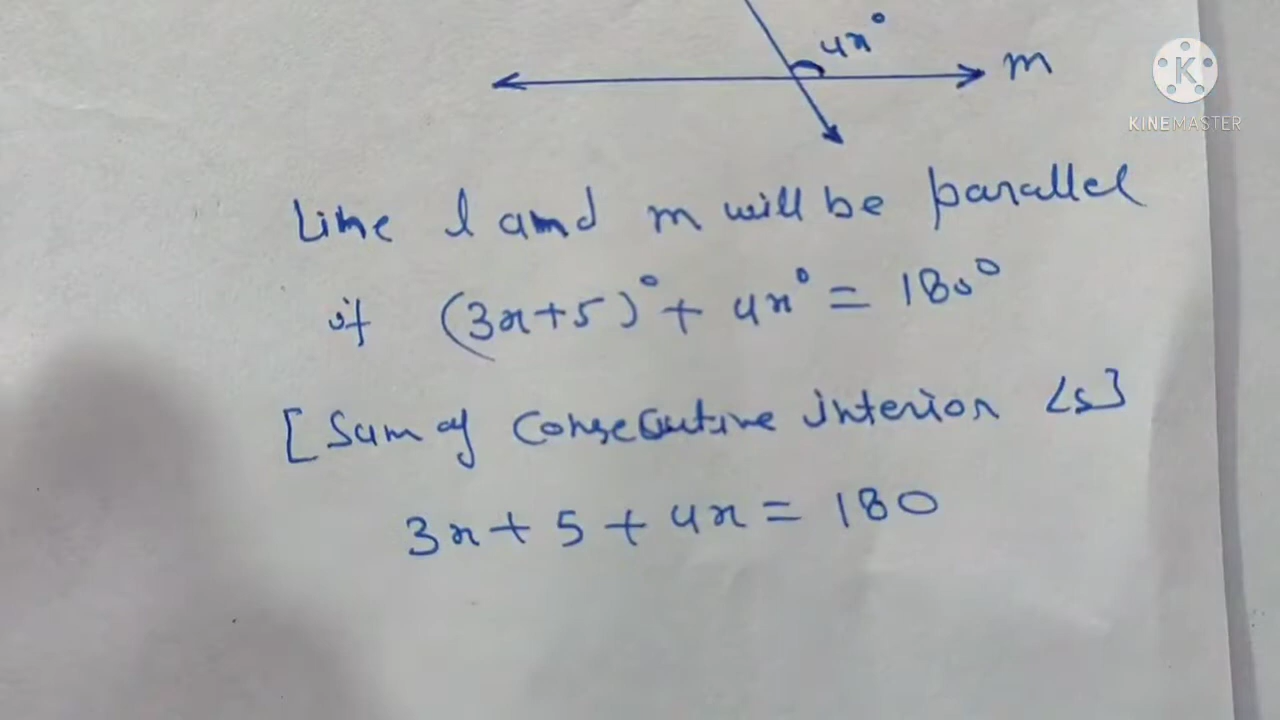 4x°
m
K
KINEMASTER
Line l and m will be parallel
if (3x+5)° + 4x° = 180°
[Sum of consecutive interior ∠s]
3x + 5 + 4x = 180